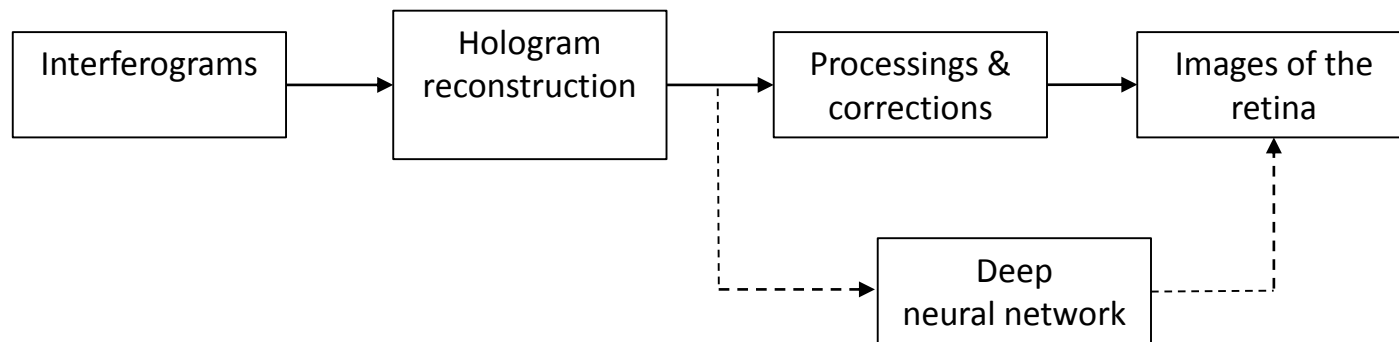 Interferograms
Hologram
reconstruction
Processings &
corrections
Images of the
retina
Deep
neural network